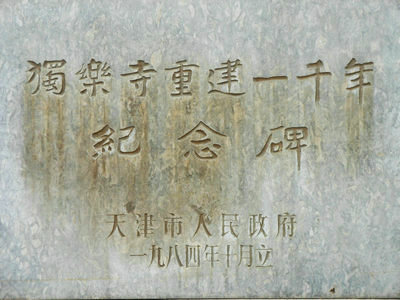 獨樂寺重建一千年
紀念碑
天津市人民政府
一九八四年十月立